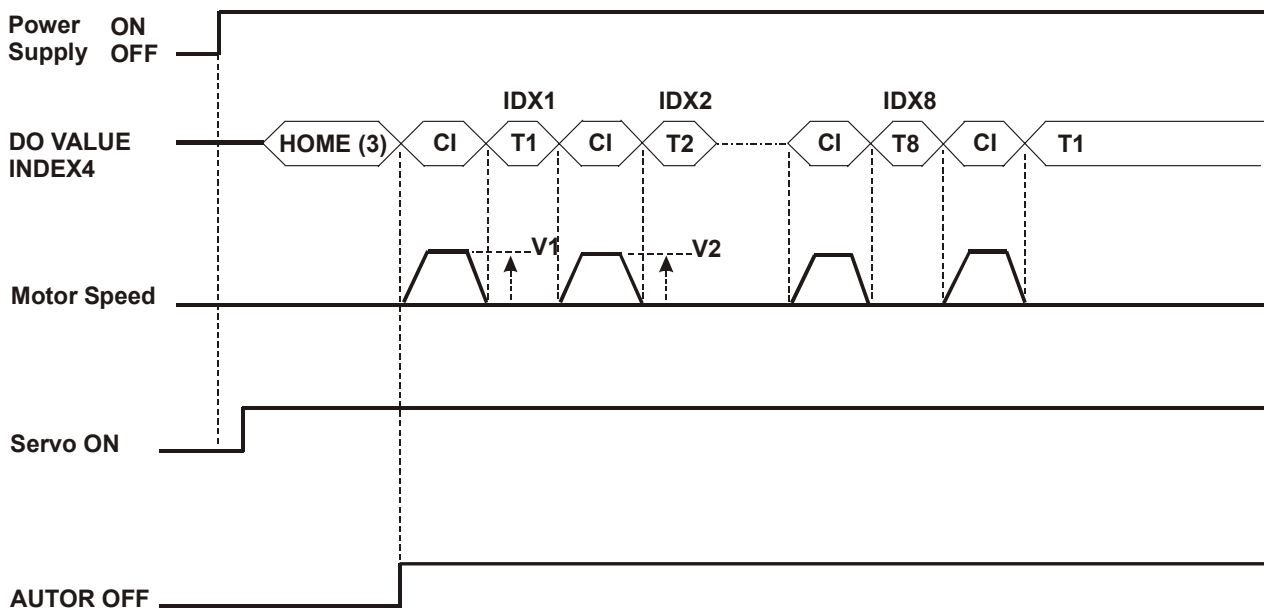 Power ON
Supply OFF
IDX1 IDX2 IDX8
DO VALUE
INDEX4
HOME (3) CI T1 CI T2 CI T8 CI T1
V1 V2
Motor Speed
Servo ON
AUTOR OFF